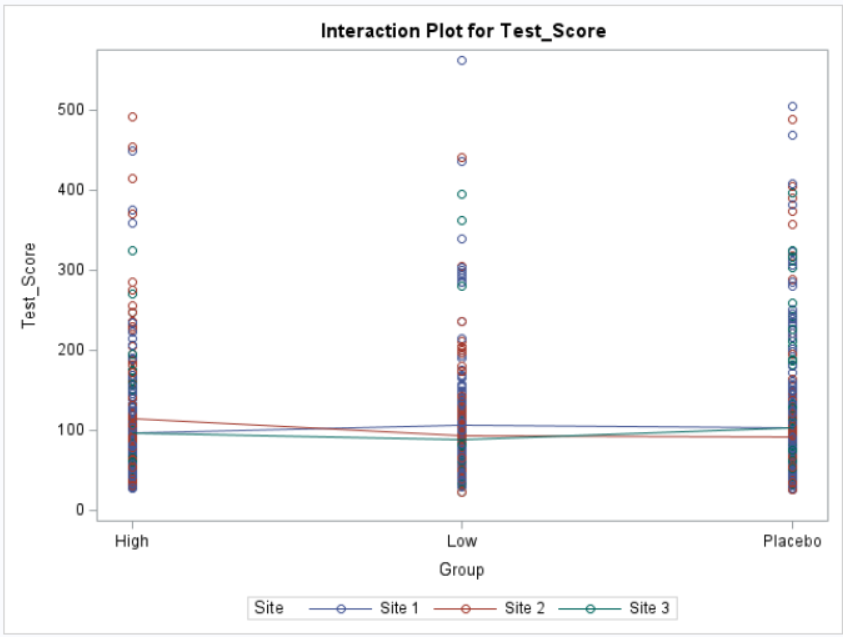 Interaction Plot for Test_Score
500
400
300
200
100
0
Test_Score
High Low Placebo
Group
Site Site 1 Site 2 Site 3